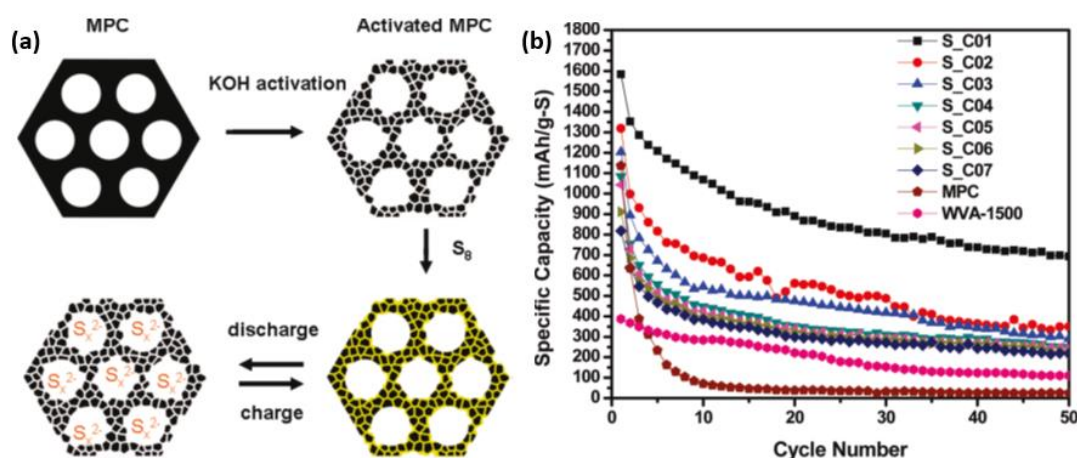 (a)
MPC
Activated MPC
KOH activation
S₈
discharge
charge
Sₓ²⁻
Sₓ²⁻
Sₓ²⁻
Sₓ²⁻
Sₓ²⁻
Sₓ²⁻
Sₓ²⁻
(b)
Specific Capacity (mAh/g-S)
1800
1700
1600
1500
1400
1300
1200
1100
1000
900
800
700
600
500
400
300
200
100
0
S_C01
S_C02
S_C03
S_C04
S_C05
S_C06
S_C07
MPC
WVA-1500
0 10 20 30 40 50
Cycle Number